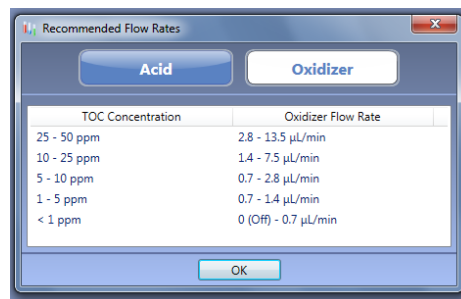 Recommended Flow Rates
Acid Oxidizer
TOC Concentration Oxidizer Flow Rate
25 - 50 ppm 2.8 - 13.5 µL/min
10 - 25 ppm 1.4 - 7.5 µL/min
5 - 10 ppm 0.7 - 2.8 µL/min
1 - 5 ppm 0.7 - 1.4 µL/min
< 1 ppm 0 (Off) - 0.7 µL/min
OK